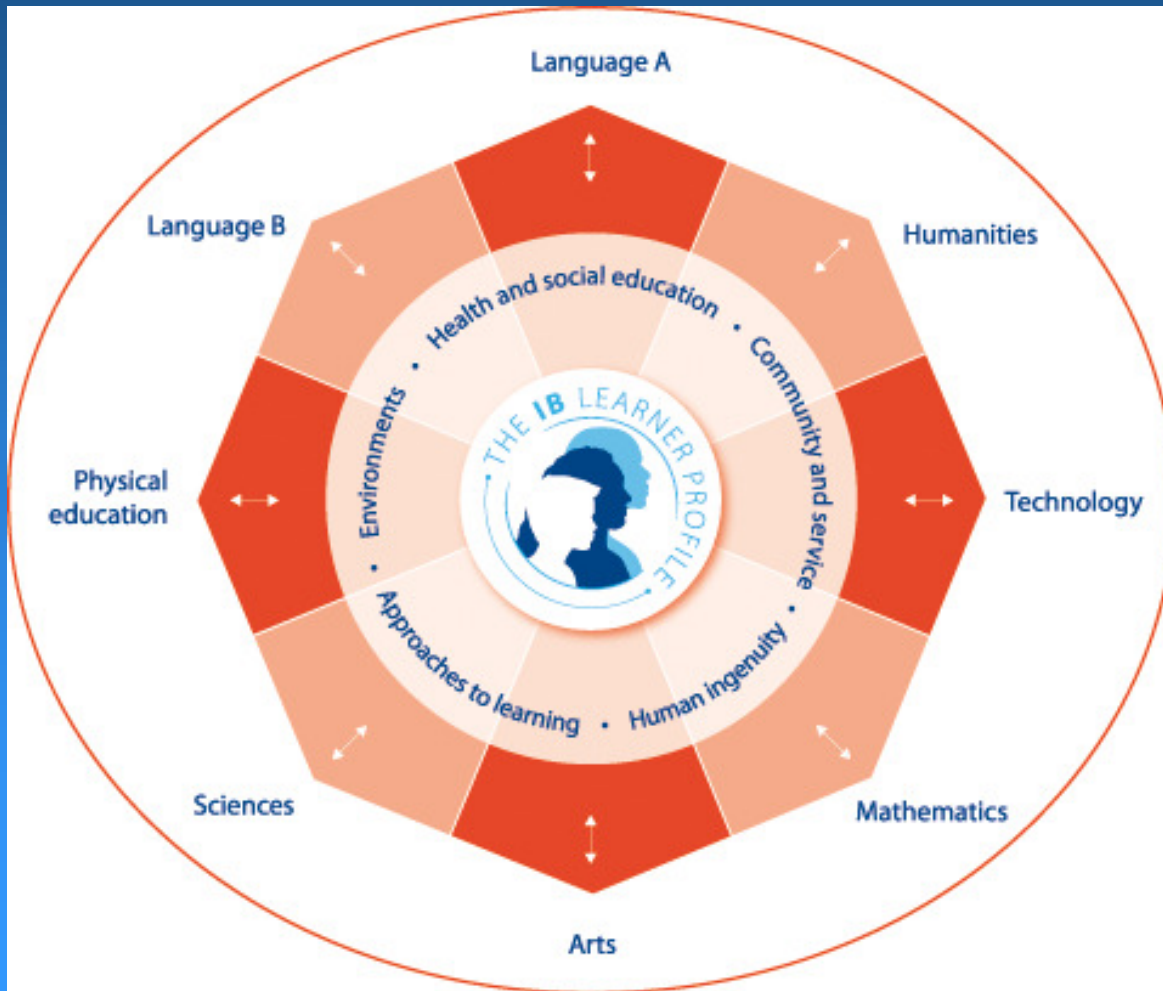 Language A
Language B
Humanities
Health and social education
•
Community and service
•
Environments
•
THE IB LEARNER PROFILE
Physical
education
Technology
•
Approaches to learning
•
Human ingenuity
Sciences
Mathematics
Arts